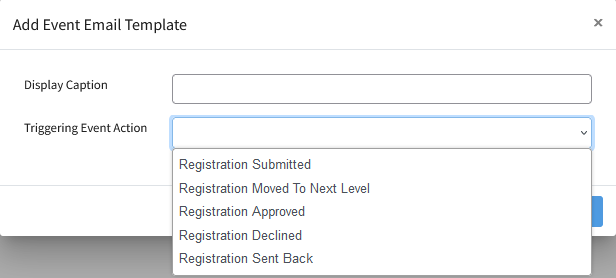 Add Event Email Template
×
Display Caption
Triggering Event Action
Registration Submitted
Registration Moved To Next Level
Registration Approved
Registration Declined
Registration Sent Back